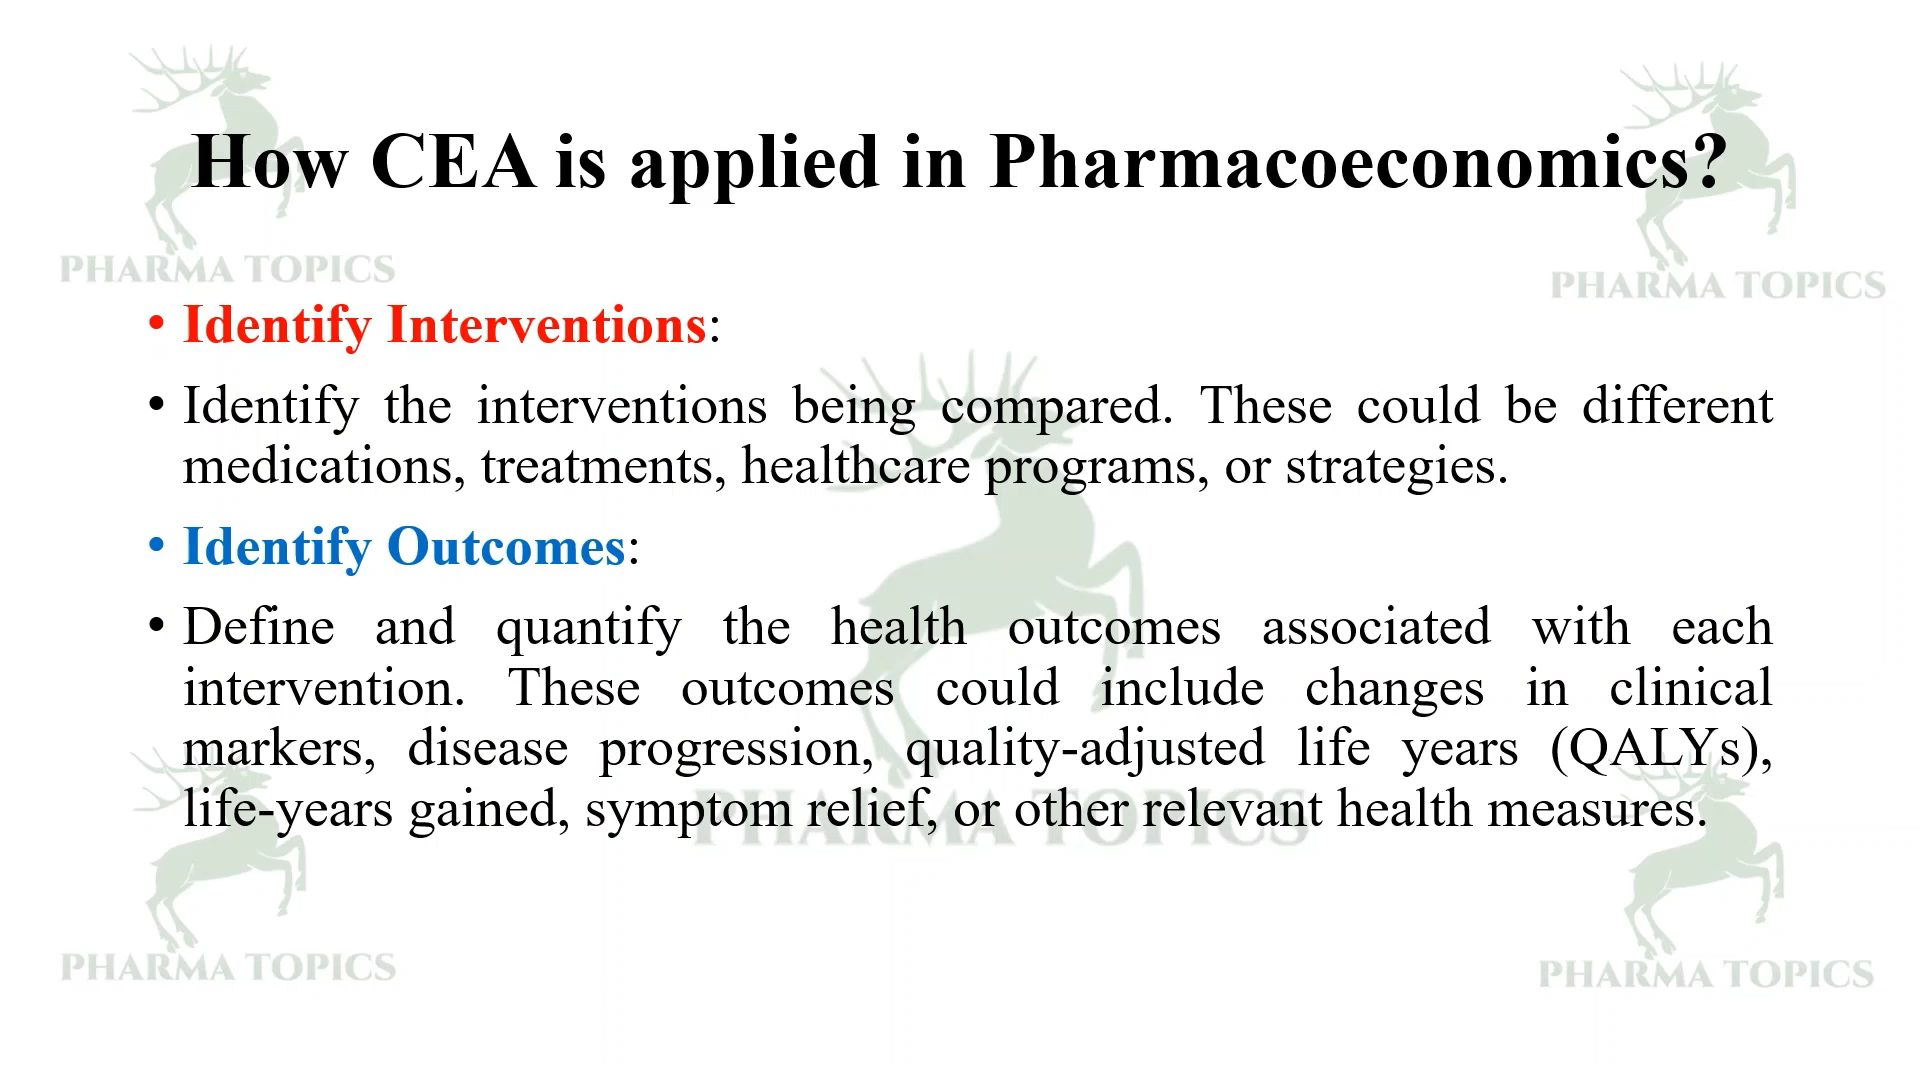 How CEA is applied in Pharmacoeconomics?
PHARMA TOPICS
PHARMA TOPICS
• Identify Interventions:
• Identify the interventions being compared. These could be different
medications, treatments, healthcare programs, or strategies.
• Identify Outcomes:
• Define and quantify the health outcomes associated with each
intervention. These outcomes could include changes in clinical
markers, disease progression, quality-adjusted life years (QALYs),
life-years gained, symptom relief, or other relevant health measures.
PHARMA TOPICS
PHARMA TOPICS
PHARMA TOPICS